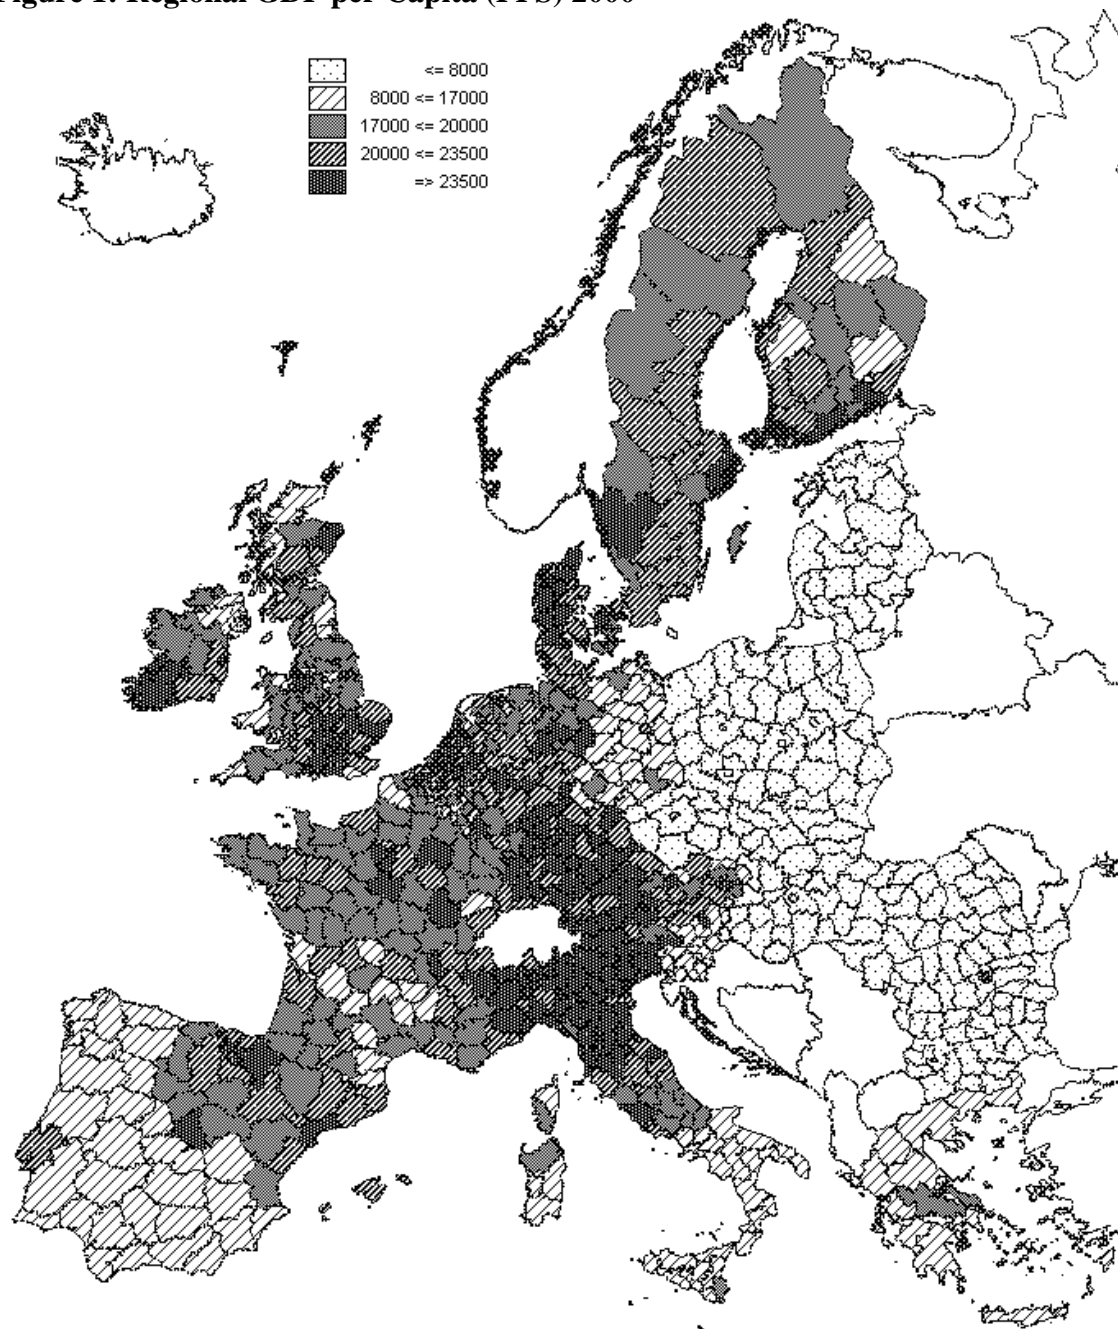 Figure 1: Regional GDP per Capita (PPS) 2000
<= 8000
8000 <= 17000
17000 <= 20000
20000 <= 23500
=> 23500